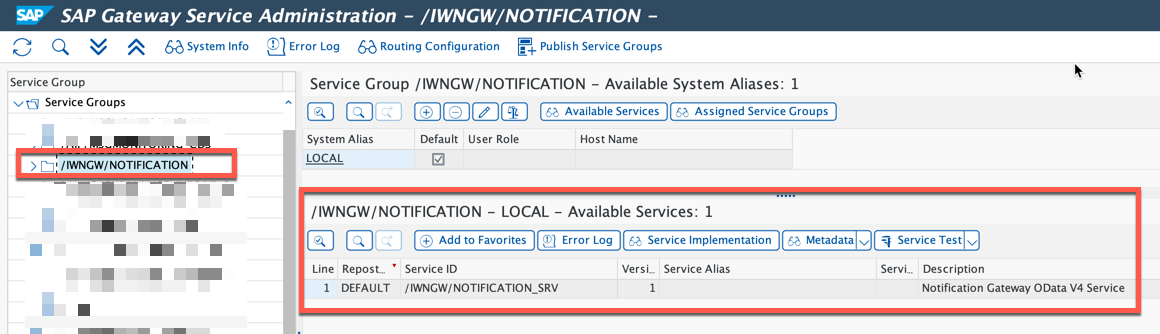 SAP SAP Gateway Service Administration - /IWNGW/NOTIFICATION -
System Info Error Log Routing Configuration Publish Service Groups
Service Group
Service Groups
/IWNGW/NOTIFICATION
Service Group /IWNGW/NOTIFICATION - Available System Aliases: 1
Available Services Assigned Service Groups
System Alias Default User Role Host Name
LOCAL
/IWNGW/NOTIFICATION - LOCAL - Available Services: 1
Add to Favorites Error Log Service Implementation Metadata Service Test
Line Repost... Service ID Versi... Service Alias Servi... Description
1 DEFAULT /IWNGW/NOTIFICATION_SRV 1 Notification Gateway OData V4 Service